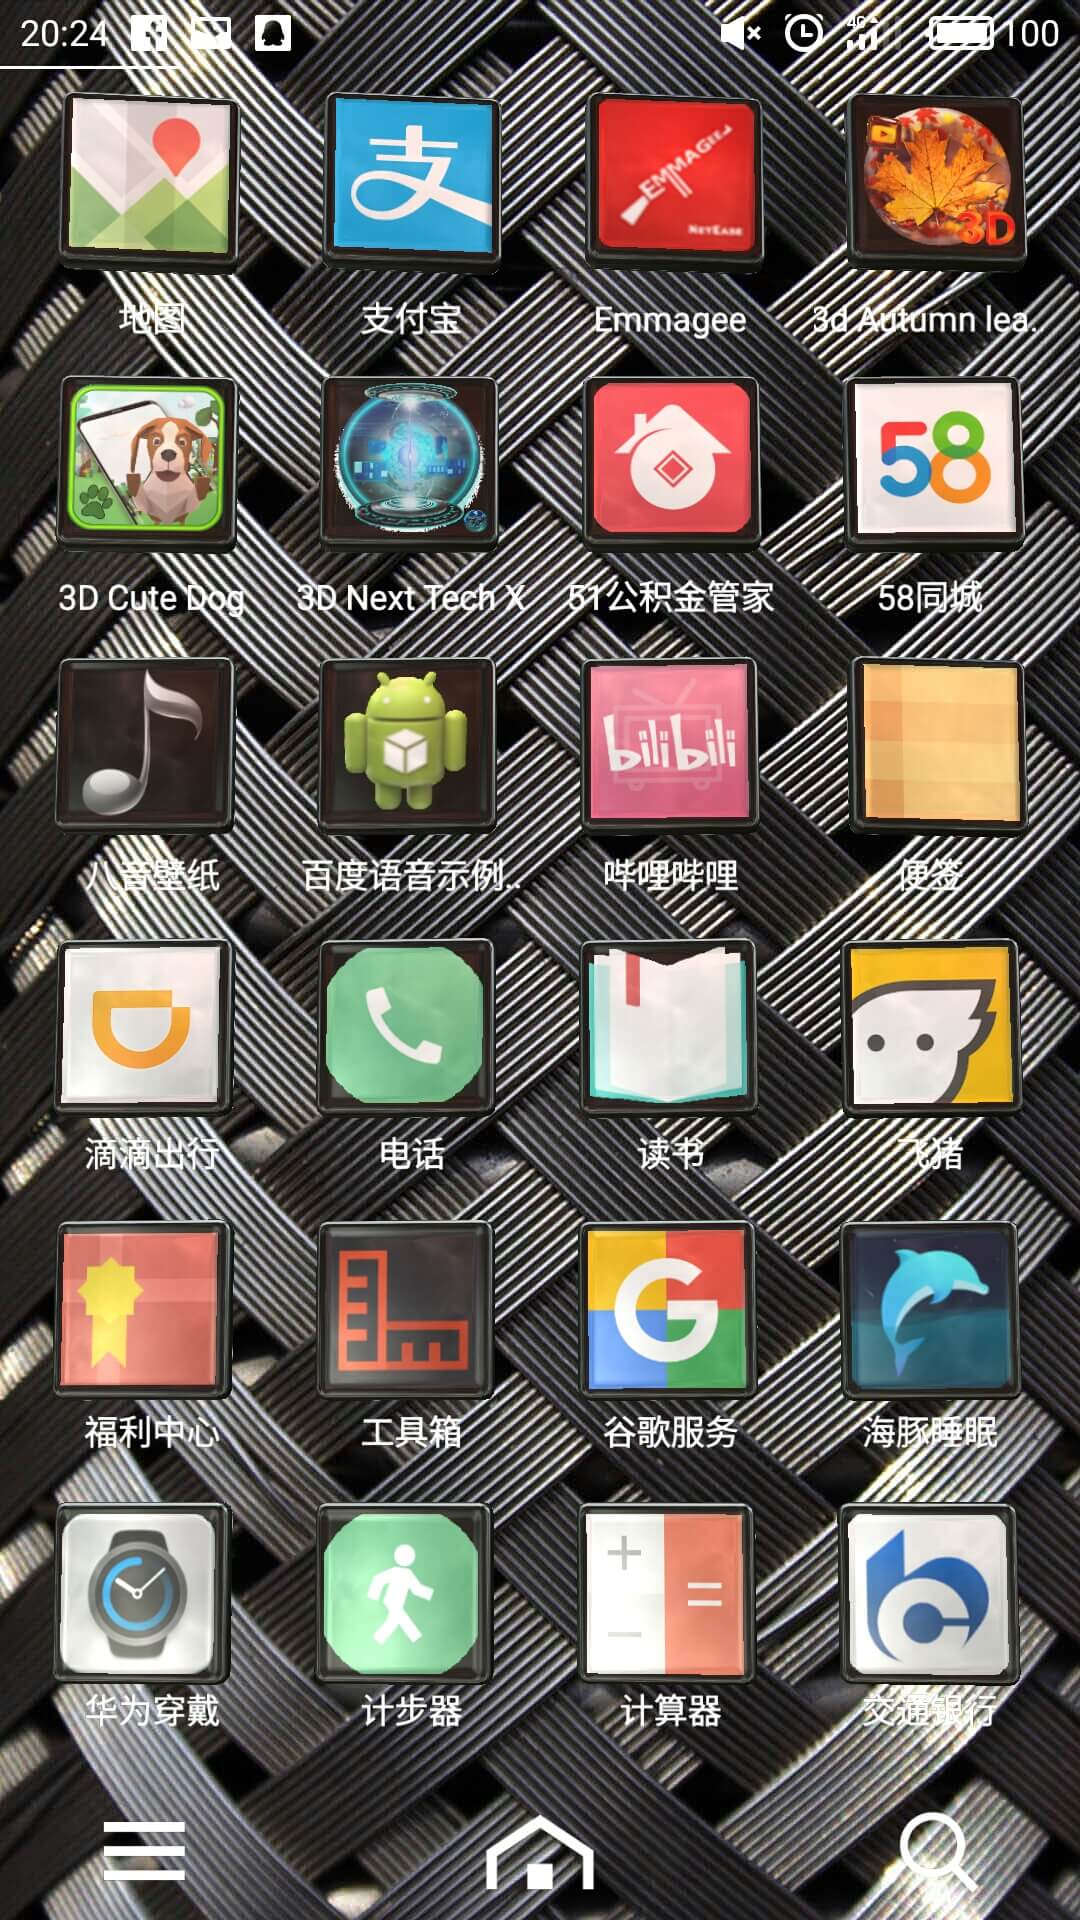 20:24
4G
100
支
EMMAGEE
NETEASE
3D
地图
支付宝
Emmagee
3d Autumn lea.
58
3D Cute Dog
3D Next Tech X
51公积金管家
58同城
bilibili
八音壁纸
百度语音示例..
哔哩哔哩
便签
滴滴出行
电话
读书
飞猪
G
福利中心
工具箱
谷歌服务
海豚睡眠
+
=
华为穿戴
计步器
计算器
交通银行